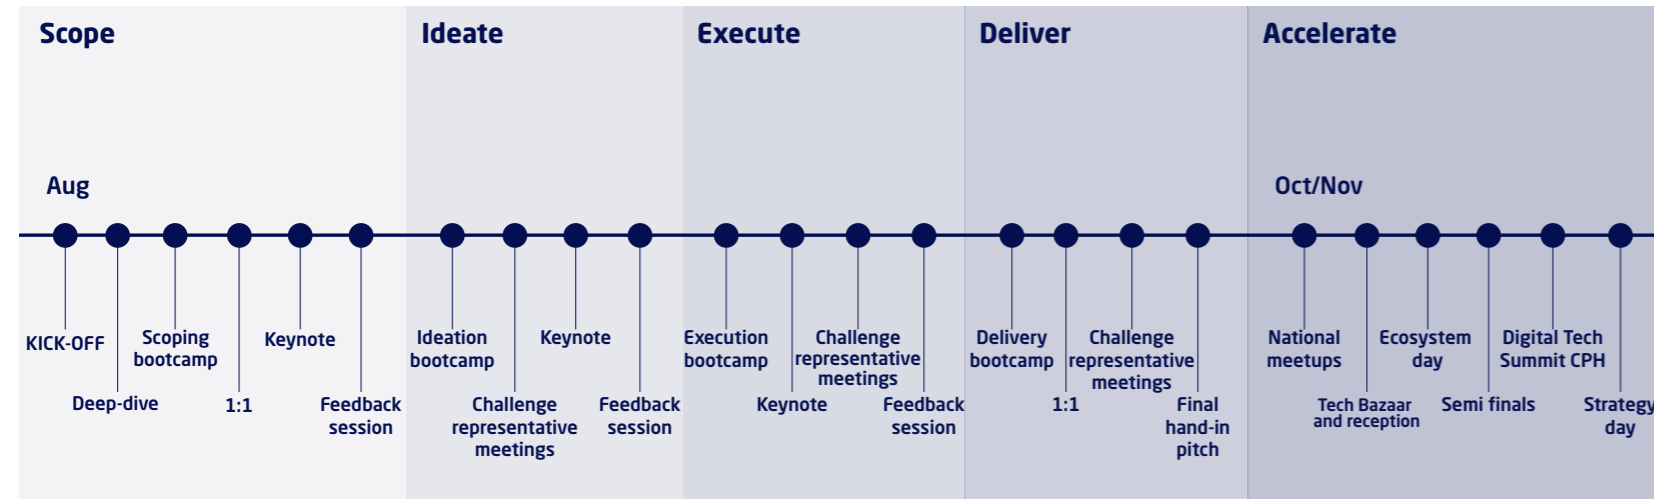 Scope
Ideate
Execute
Deliver
Accelerate
Aug
Oct/Nov
KICK-OFF
Deep-dive
Scoping
bootcamp
1:1
Keynote
Feedback
session
Ideation
bootcamp
Challenge
representative
meetings
Keynote
Feedback
session
Execution
bootcamp
Keynote
Challenge
representative
meetings
Feedback
session
Delivery
bootcamp
1:1
Challenge
representative
meetings
Final
hand-in
pitch
National
meetups
Tech Bazaar
and reception
Ecosystem
day
Semi finals
Digital Tech
Summit CPH
Strategy
day